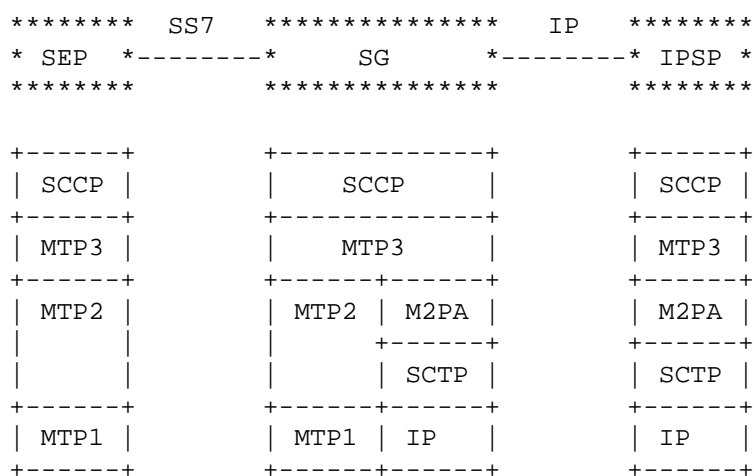 ******** SS7 *************** IP ********
* SEP *--------* SG *--------* IPSP *
******** *************** ********
+------+ +-------------+ +------+
| SCCP | | SCCP | | SCCP |
+------+ +-------------+ +------+
| MTP3 | | MTP3 | | MTP3 |
+------+ +------+------+ +------+
| MTP2 | | MTP2 | M2PA | | M2PA |
| | | +------+ +------+
| | | | SCTP | | SCTP |
+------+ +------+------+ +------+
| MTP1 | | MTP1 | IP | | IP |
+------+ +------+------+ +------+